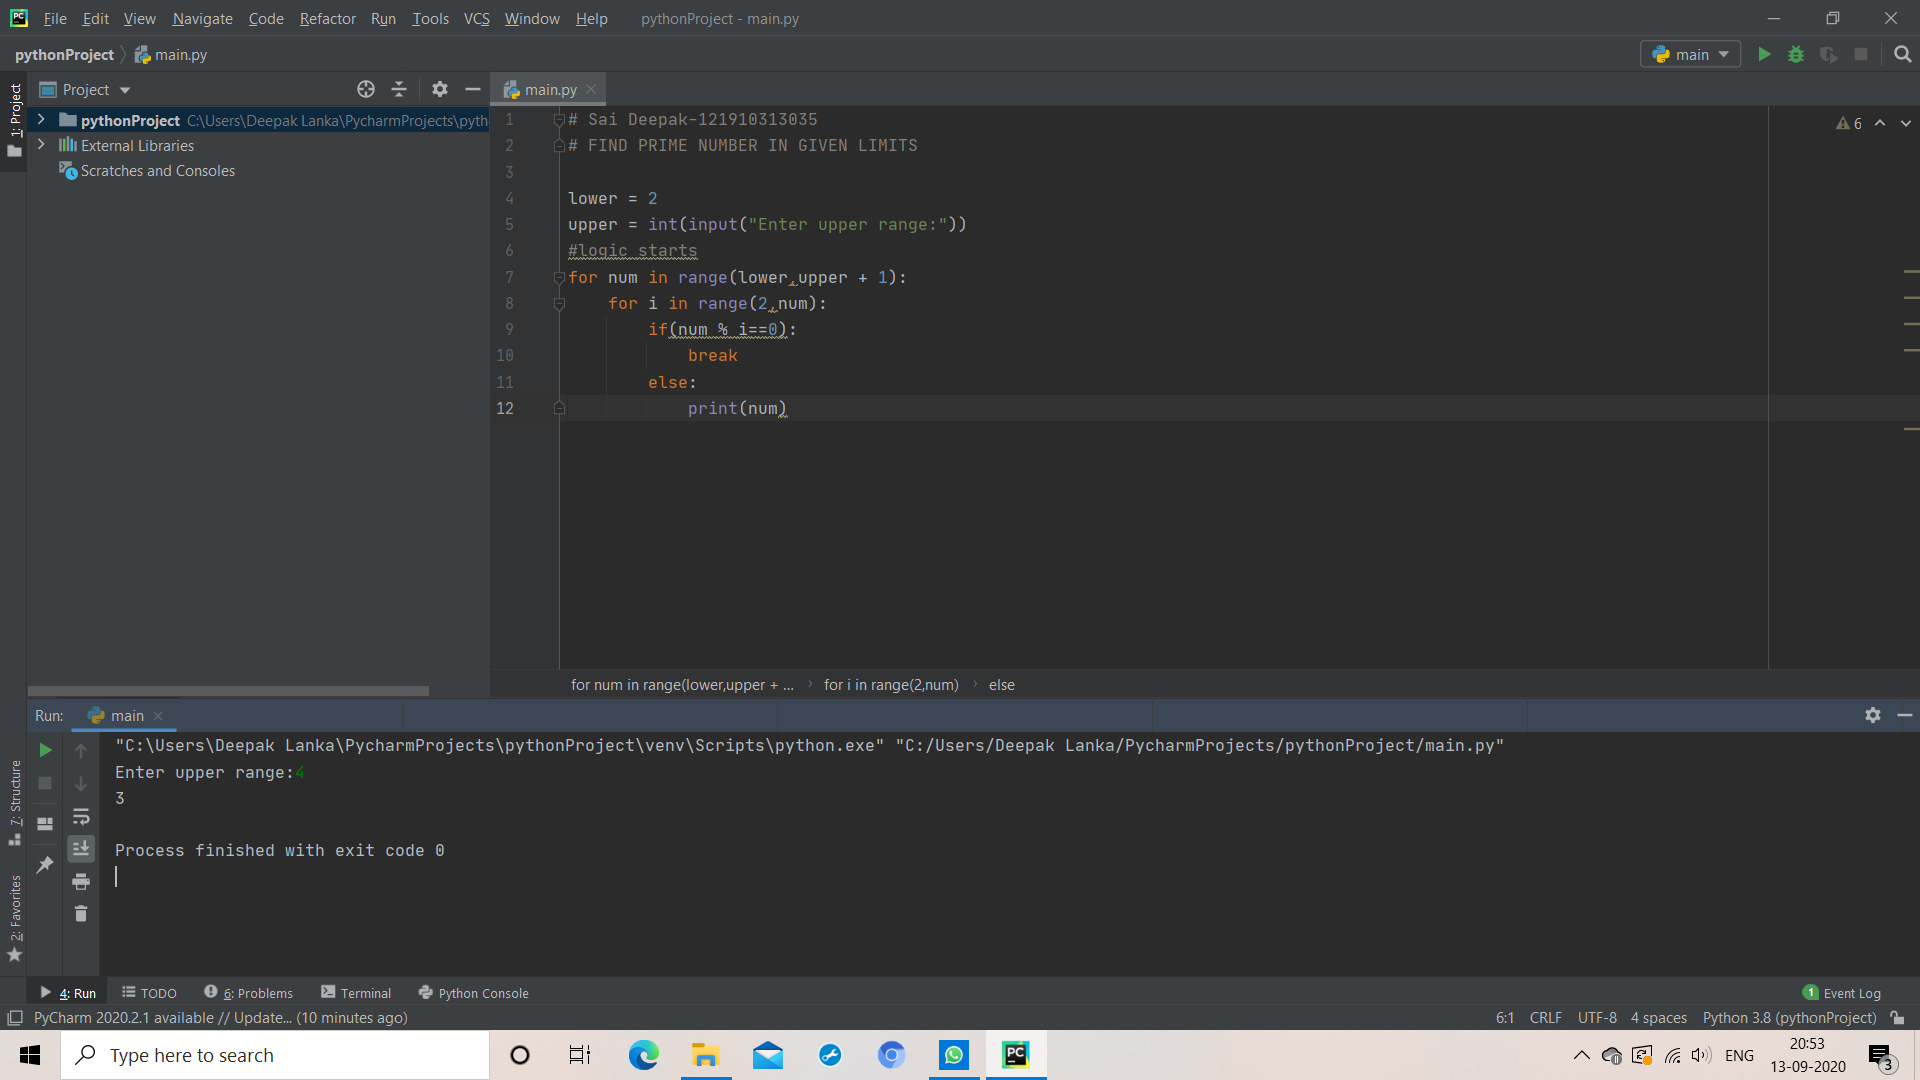 File Edit View Navigate Code Refactor Run Tools VCS Window Help pythonProject - main.py
pythonProject main.py main
1: Project
Project
pythonProject C:\Users\Deepak Lanka\PycharmProjects\pyth
External Libraries
Scratches and Consoles
main.py
6
1 # Sai Deepak-121910313035
2 # FIND PRIME NUMBER IN GIVEN LIMITS
3
4 lower = 2
5 upper = int(input("Enter upper range:"))
6 #logic starts
7 for num in range(lower,upper + 1):
8     for i in range(2,num):
9         if(num % i==0):
10             break
11         else:
12             print(num)
for num in range(lower,upper + ... › for i in range(2,num) › else
Run: main
"C:\Users\Deepak Lanka\PycharmProjects\pythonProject\venv\Scripts\python.exe" "C:/Users/Deepak Lanka/PycharmProjects/pythonProject/main.py"
Enter upper range:4
3
Process finished with exit code 0
7: Structure
2: Favorites
4: Run TODO 6: Problems Terminal Python Console 1 Event Log
PyCharm 2020.2.1 available // Update... (10 minutes ago) 6:1 CRLF UTF-8 4 spaces Python 3.8 (pythonProject)
Type here to search
PC
ENG
20:53
13-09-2020
3